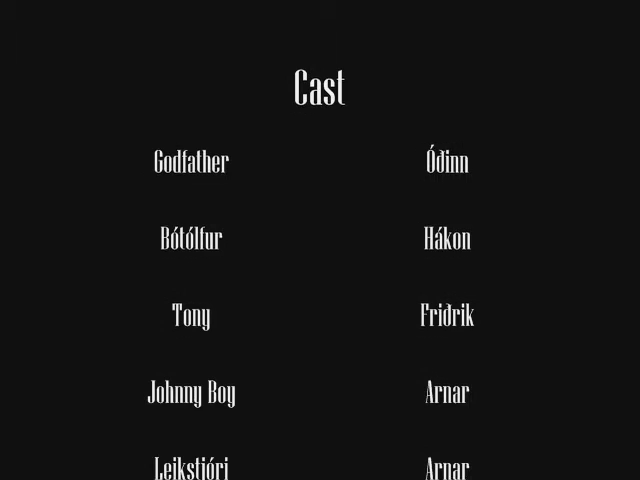 Cast
Godfather Óðinn
Bótólfur Hákon
Tony Friðrik
Johnny Boy Arnar
Leikstjóri Arnar